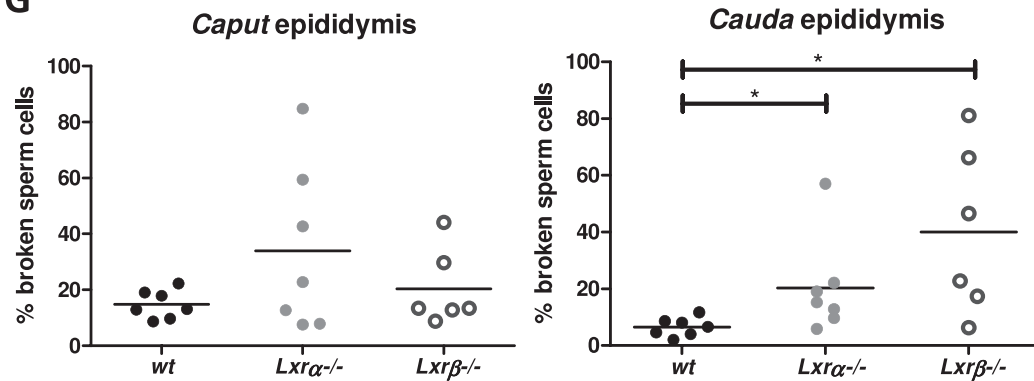 G
Caput epididymis
% broken sperm cells
100
80
60
40
20
0
wt
Lxrα-/-
Lxrβ-/-
Cauda epididymis
% broken sperm cells
100
80
60
40
20
0
*
*
wt
Lxrα-/-
Lxrβ-/-